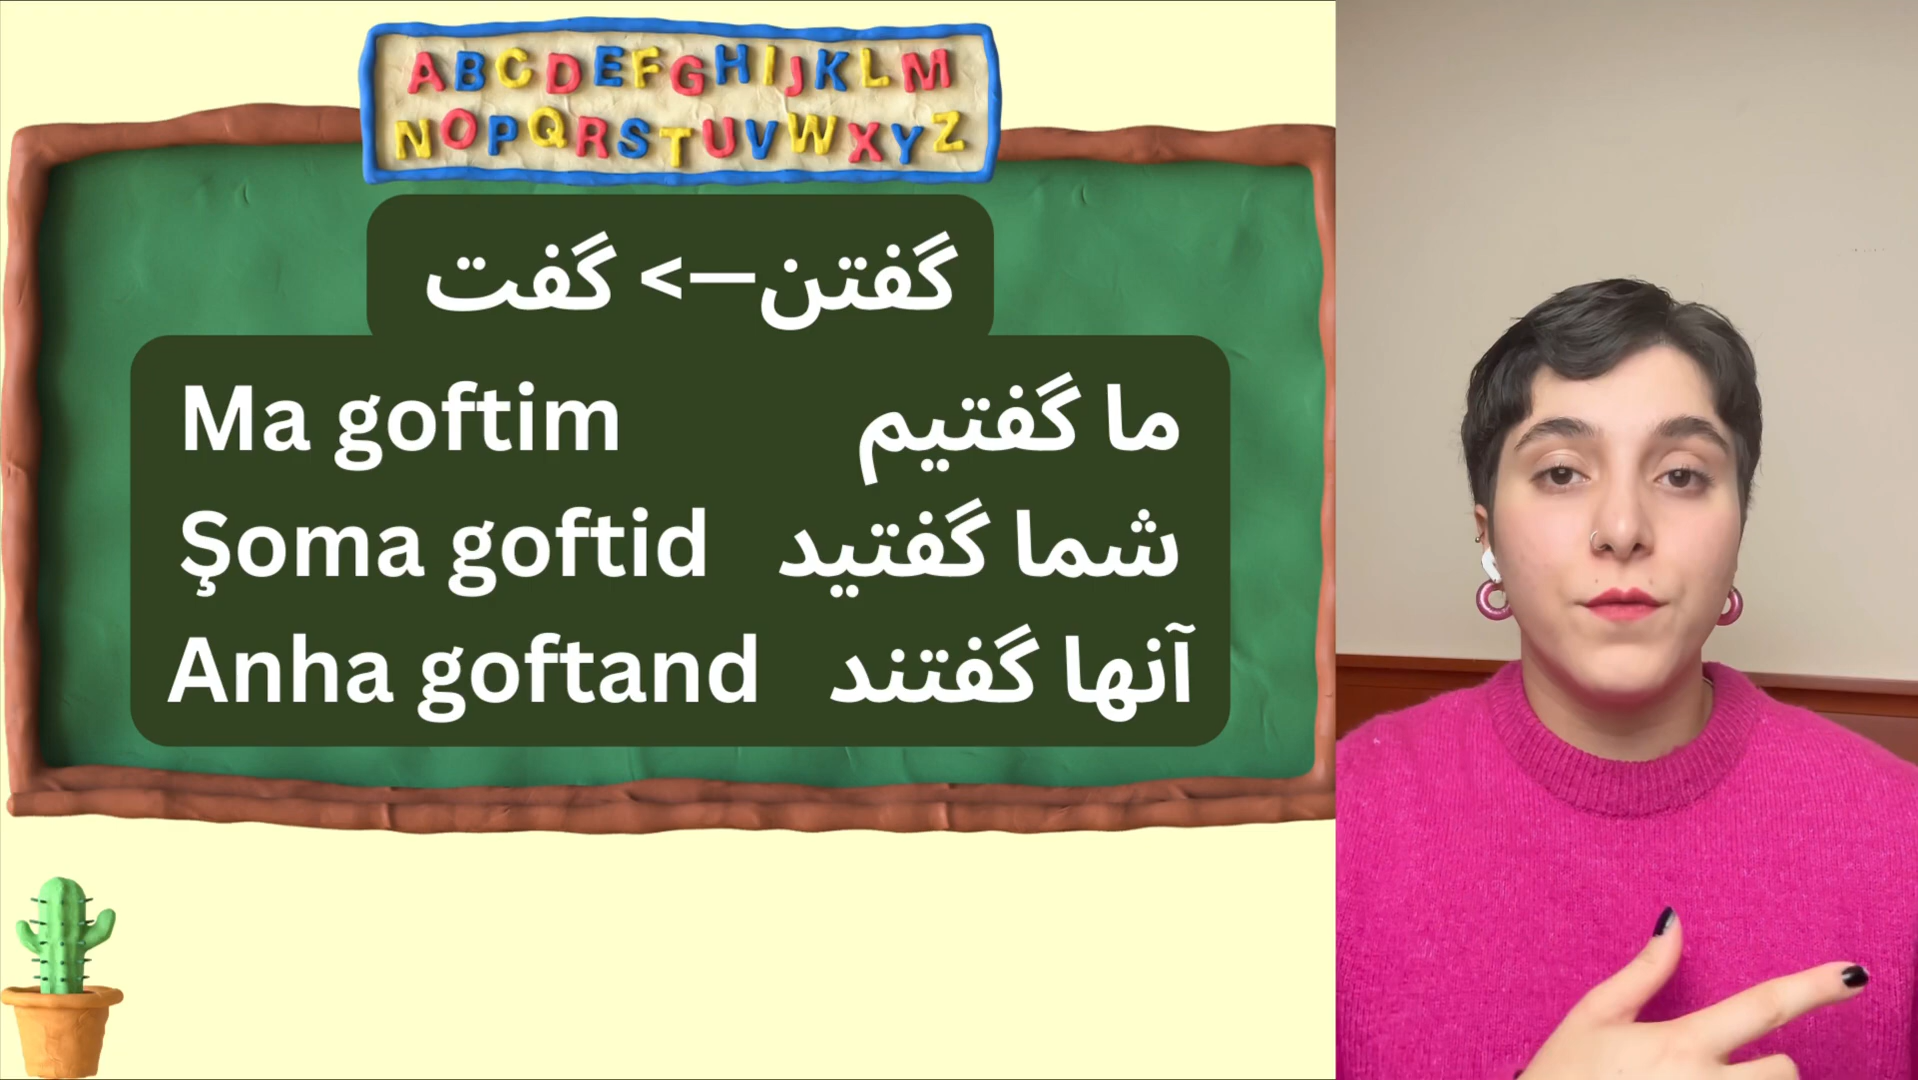 ABCDEFGHIJKLM
NOPQRSTUVWXYZ
گفتن—> گفت
Ma goftim ما گفتیم
Şoma goftid شما گفتید
Anha goftand آنها گفتند